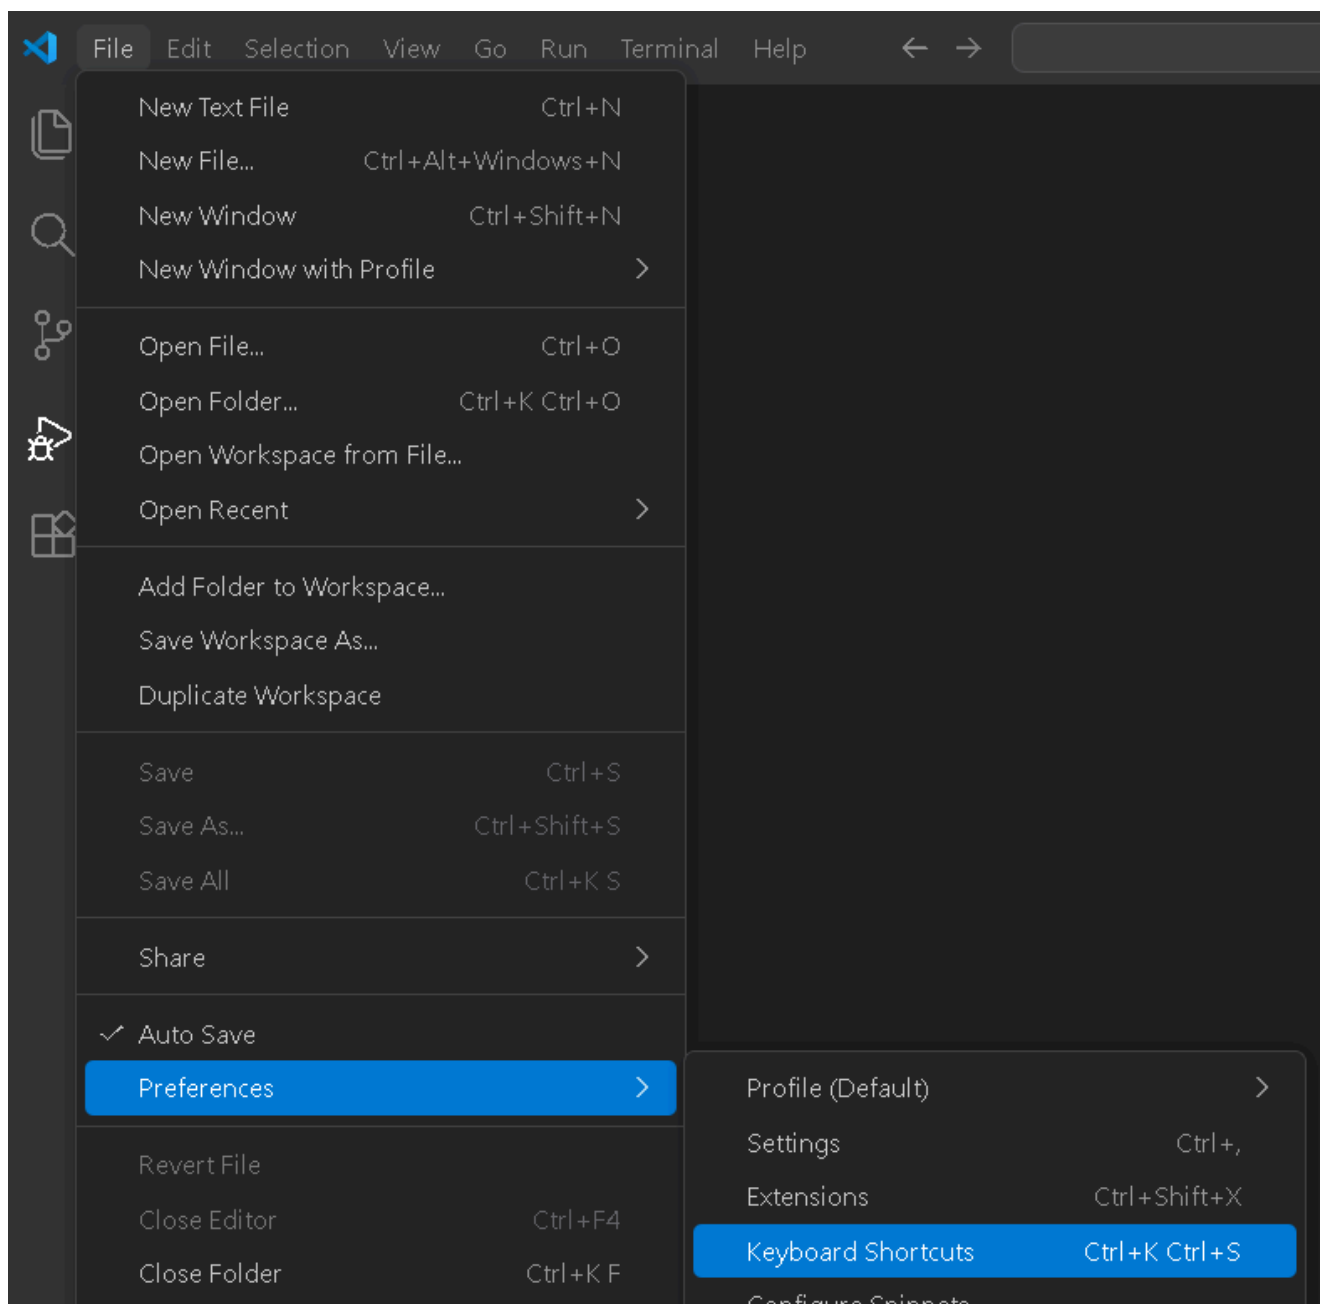 File Edit Selection View Go Run Terminal Help
New Text File Ctrl+N
New File... Ctrl+Alt+Windows+N
New Window Ctrl+Shift+N
New Window with Profile
Open File... Ctrl+O
Open Folder... Ctrl+K Ctrl+O
Open Workspace from File...
Open Recent
Add Folder to Workspace...
Save Workspace As...
Duplicate Workspace
Save Ctrl+S
Save As... Ctrl+Shift+S
Save All Ctrl+K S
Share
Auto Save
Preferences
Revert File
Close Editor Ctrl+F4
Close Folder Ctrl+K F
Profile (Default)
Settings Ctrl+,
Extensions Ctrl+Shift+X
Keyboard Shortcuts Ctrl+K Ctrl+S
Configure Snippets